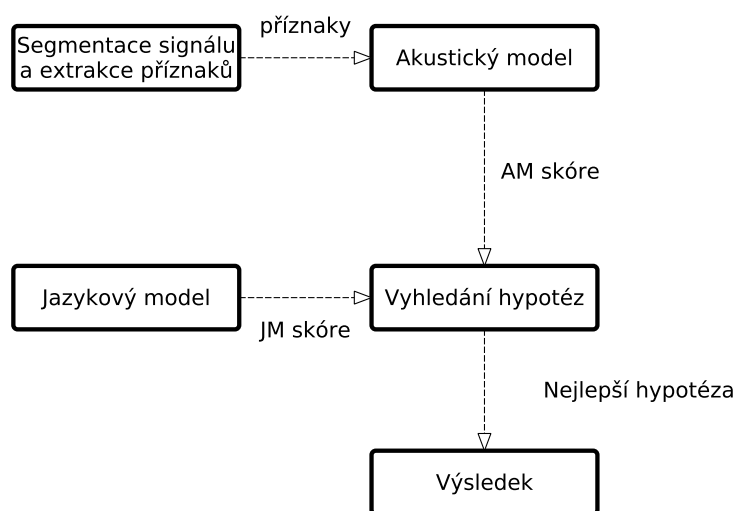 příznaky
Segmentace signálu
a extrakce příznaků
Akustický model
AM skóre
Jazykový model
Vyhledání hypotéz
JM skóre
Nejlepší hypotéza
Výsledek